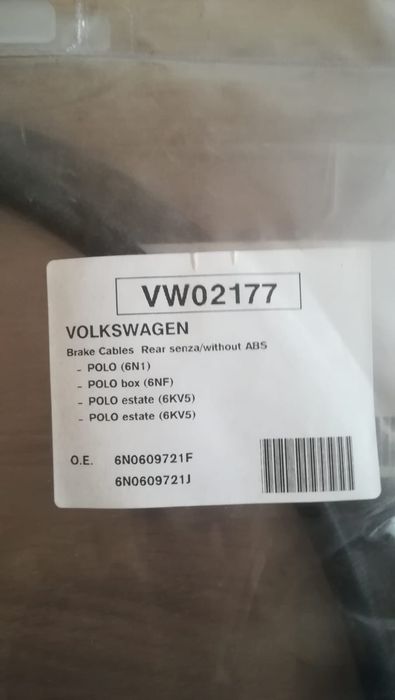 VW02177
VOLKSWAGEN
Brake Cables Rear senza/without ABS
- POLO (6N1)
- POLO box (6NF)
- POLO estate (6KV5)
- POLO estate (6KV5)
O.E. 6N0609721F
6N0609721J